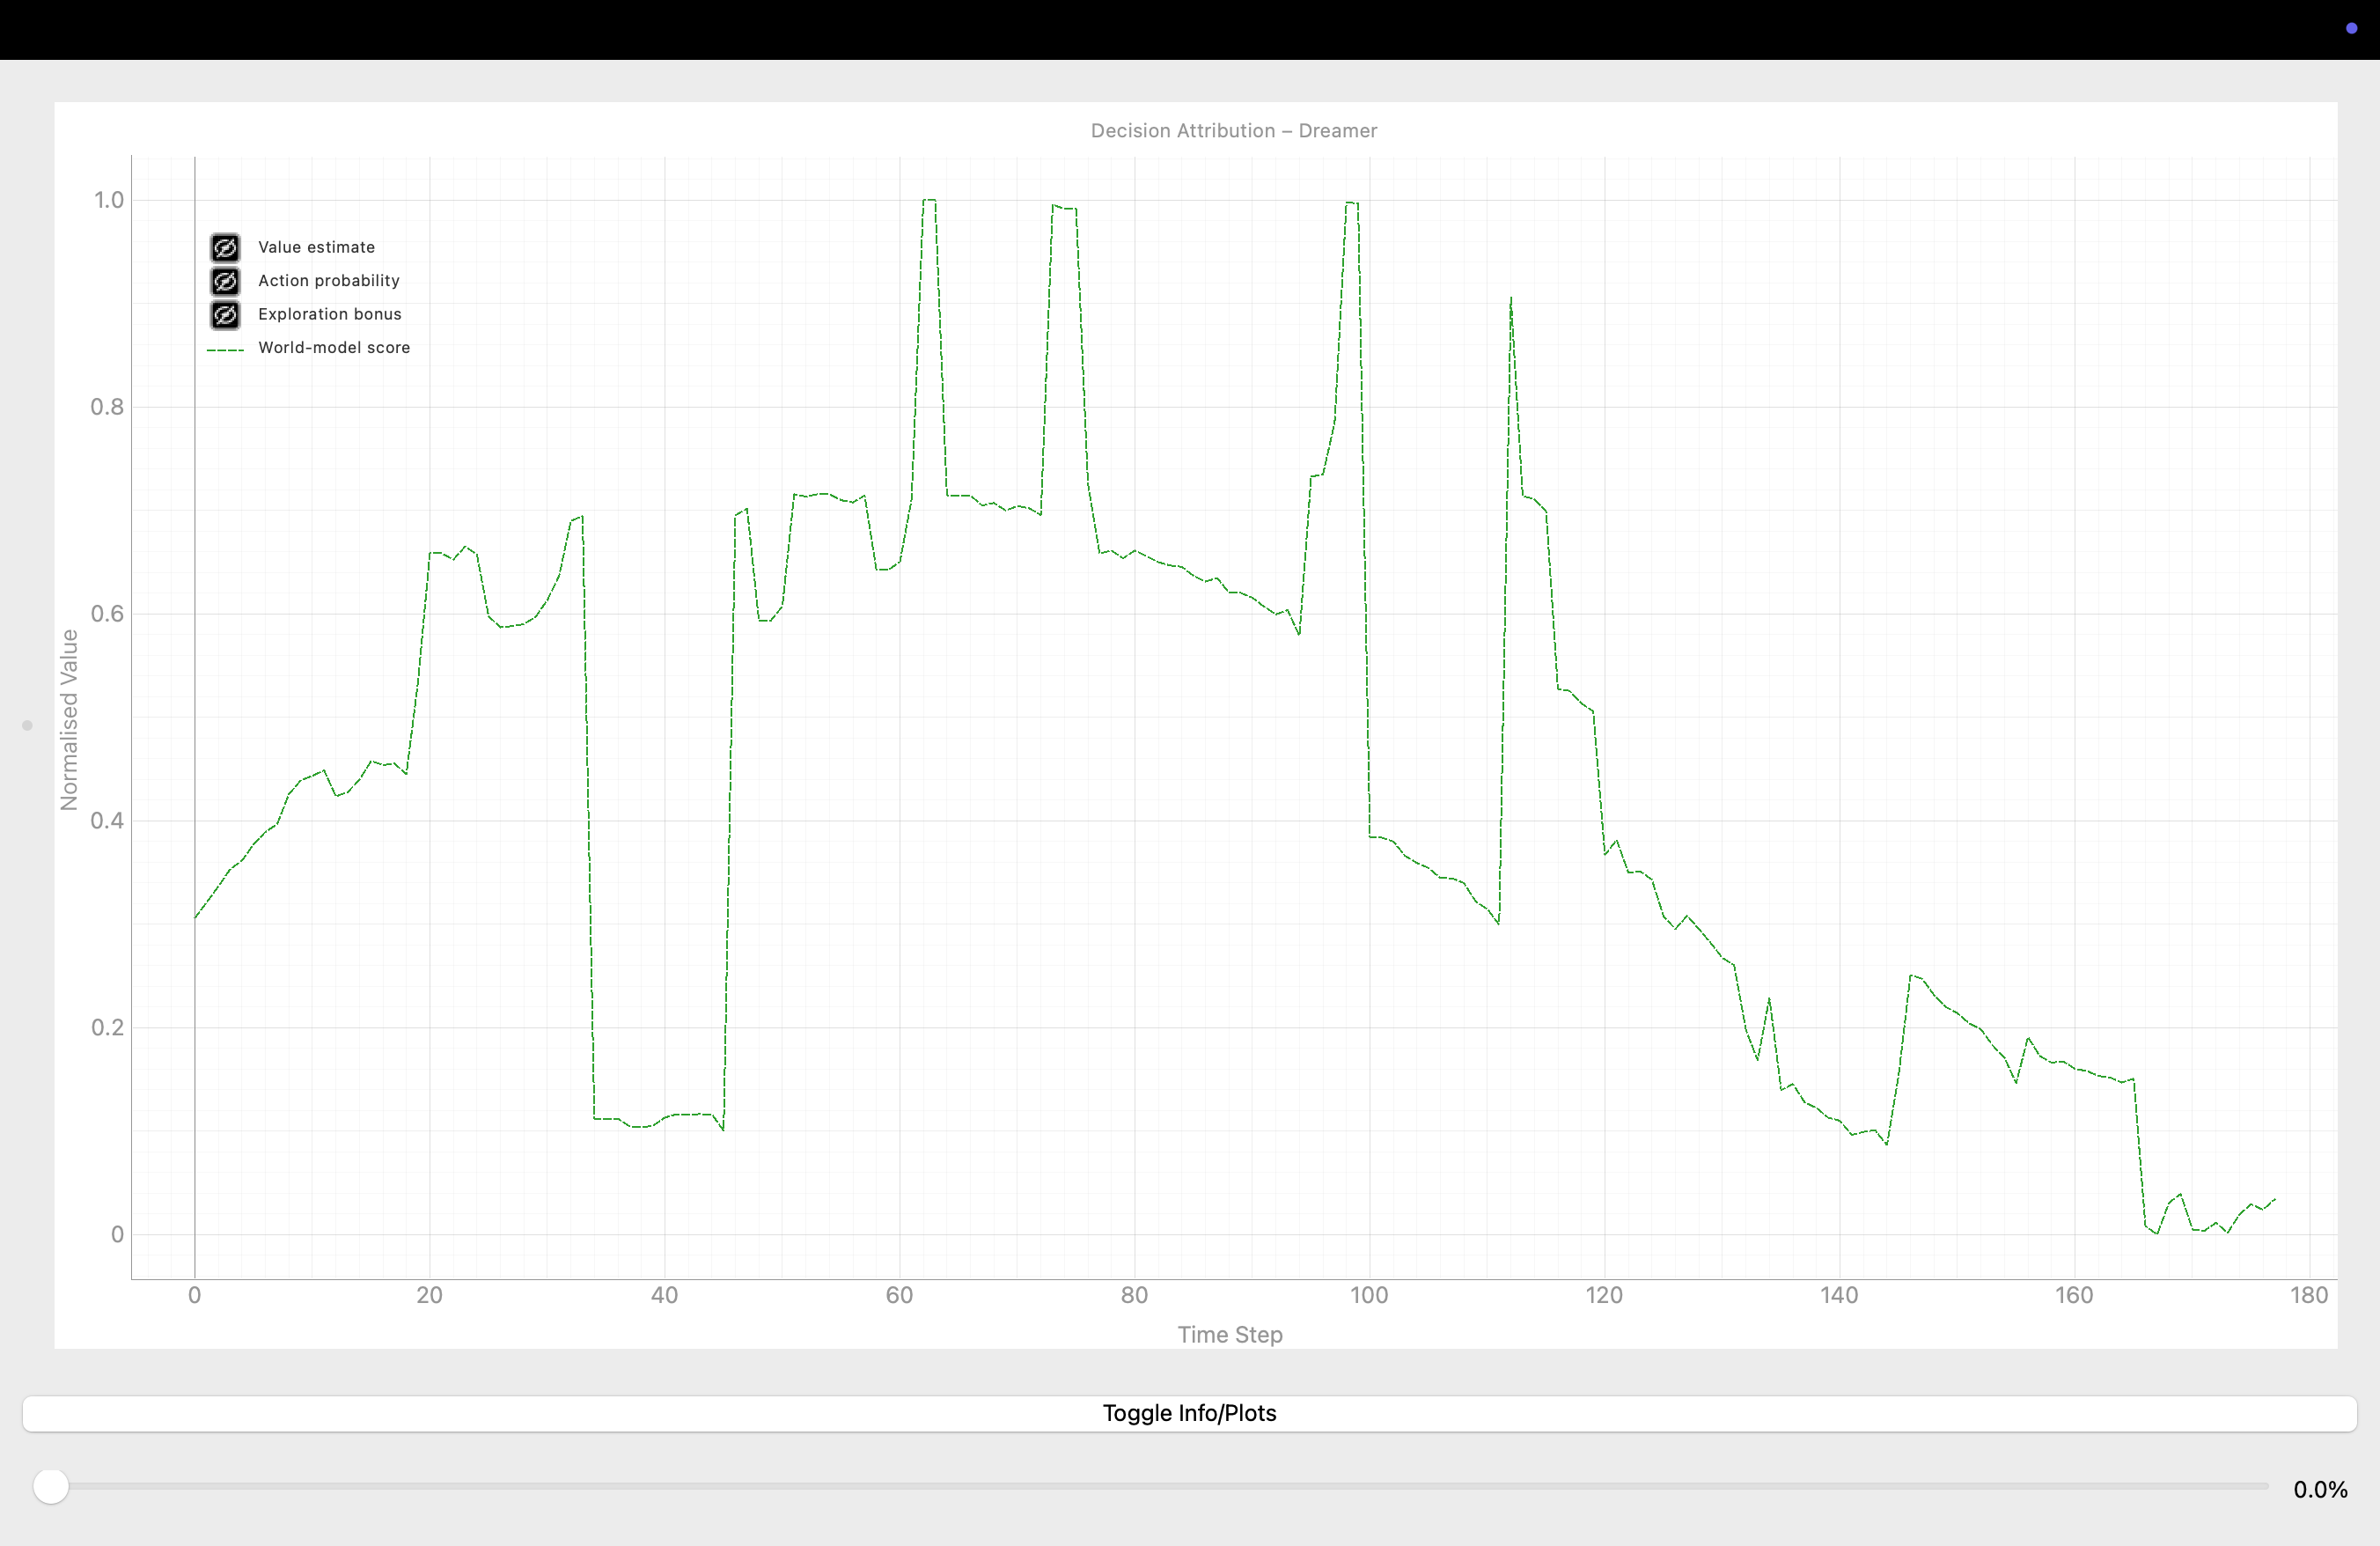 Decision Attribution – Dreamer
1.0
0.8
0.6
0.4
0.2
0
Normalised Value
Value estimate
Action probability
Exploration bonus
World-model score
0 20 40 60 80 100 120 140 160 180
Time Step
Toggle Info/Plots
0.0%